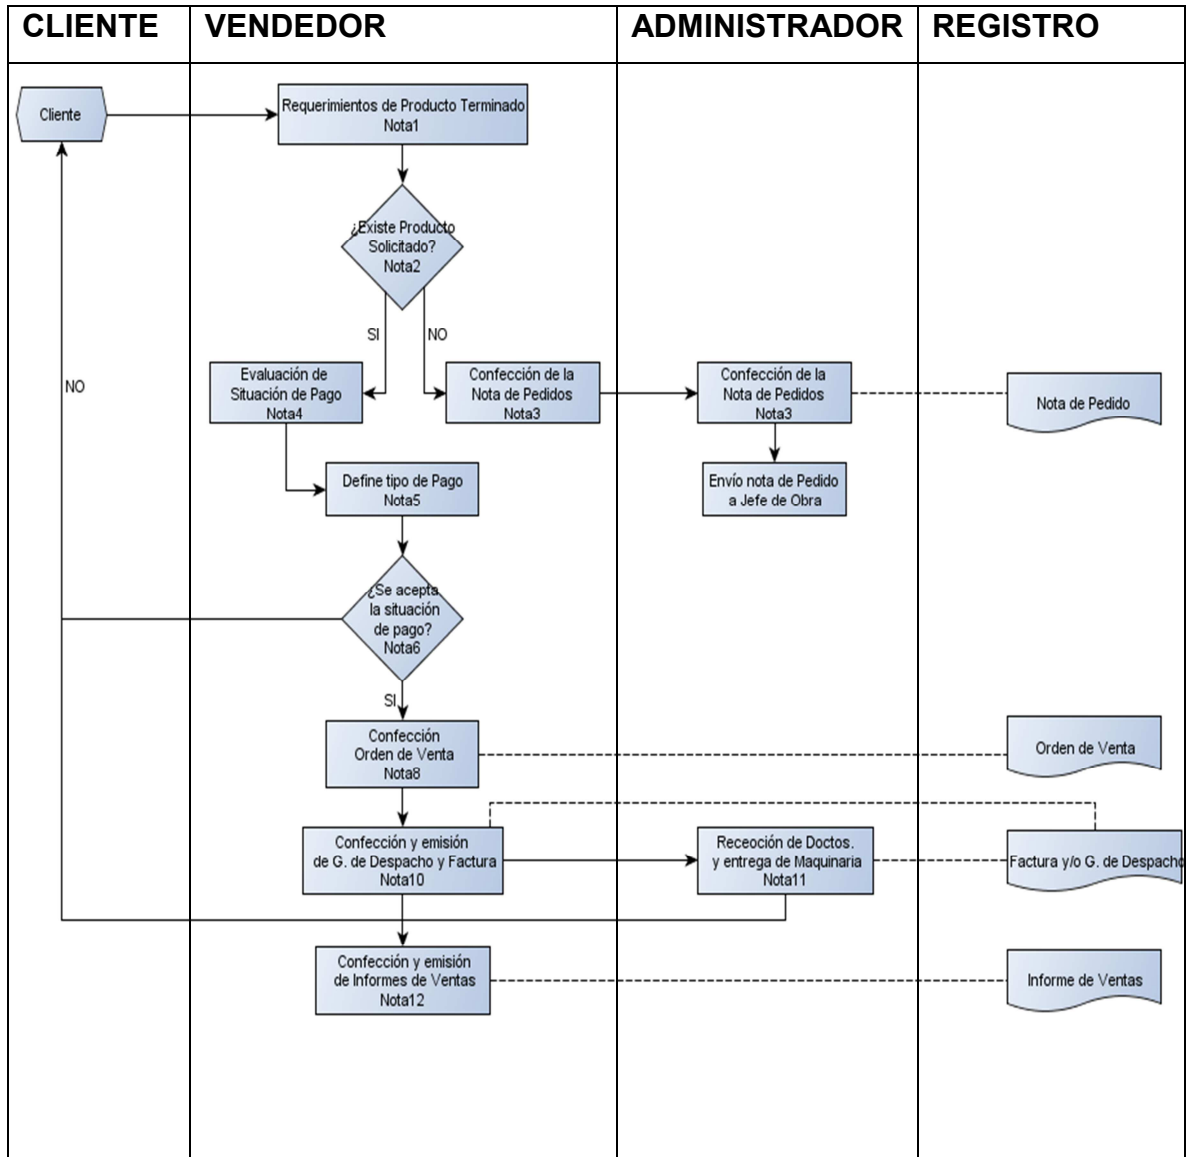 CLIENTE
VENDEDOR
ADMINISTRADOR
REGISTRO
Cliente
Requerimientos de Producto Terminado
Nota1
¿Existe Producto
Solicitado?
Nota2
SI
NO
NO
Evaluación de
Situación de Pago
Nota4
Confección de la
Nota de Pedidos
Nota3
Confección de la
Nota de Pedidos
Nota3
Nota de Pedido
Define tipo de Pago
Nota5
Envío nota de Pedido
a Jefe de Obra
¿Se acepta
la situación
de pago?
Nota6
SI
Confección
Orden de Venta
Nota8
Orden de Venta
Confección y emisión
de G. de Despacho y Factura
Nota10
Receoción de Doctos.
y entrega de Maquinaria
Nota11
Factura y/o G. de Despacho
Confección y emisión
de Informes de Ventas
Nota12
Informe de Ventas